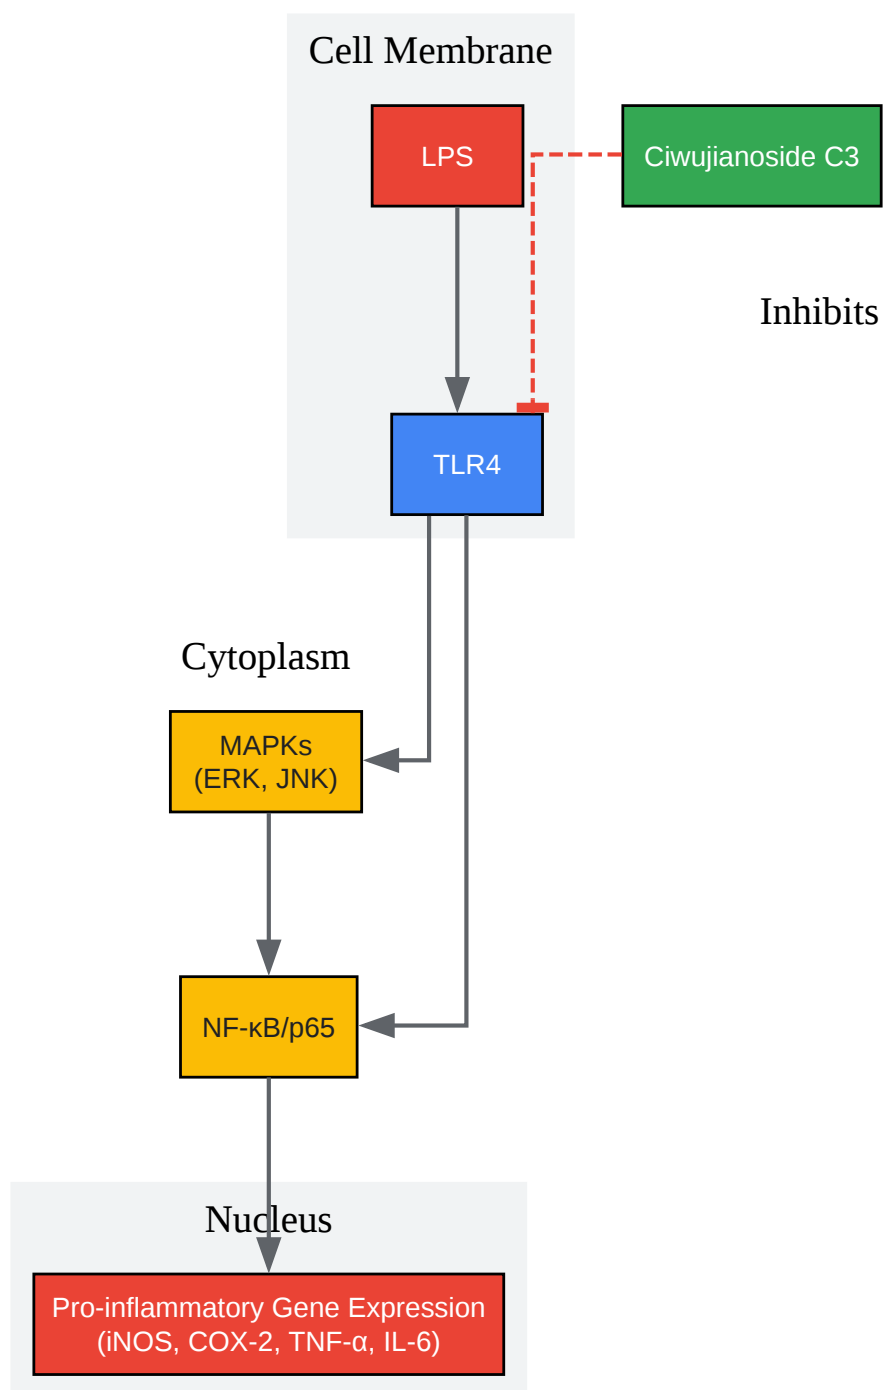 Cell Membrane
LPS
Ciwujianoside C3
Inhibits
TLR4
Cytoplasm
MAPKs
(ERK, JNK)
NF-κB/p65
Nucleus
Pro-inflammatory Gene Expression
(iNOS, COX-2, TNF-α, IL-6)